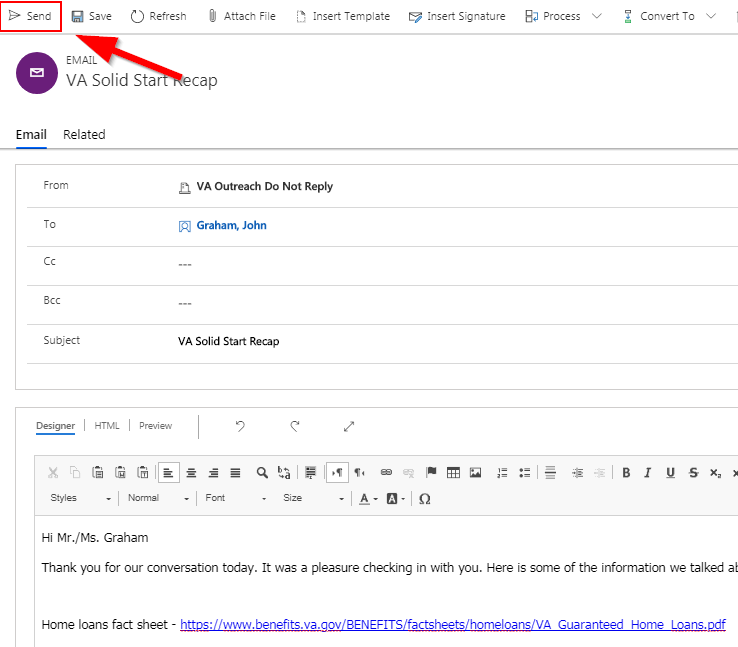 Send Save Refresh Attach File Insert Template Insert Signature Process Convert To
EMAIL
VA Solid Start Recap
Email Related
From VA Outreach Do Not Reply
To Graham, John
Cc ---
Bcc ---
Subject VA Solid Start Recap
Designer HTML Preview
B I U S x₂
Styles Normal Font Size A A Ω
Hi Mr./Ms. Graham
Thank you for our conversation today. It was a pleasure checking in with you. Here is some of the information we talked ab
Home loans fact sheet - https://www.benefits.va.gov/BENEFITS/factsheets/homeloans/VA_Guaranteed_Home_Loans.pdf